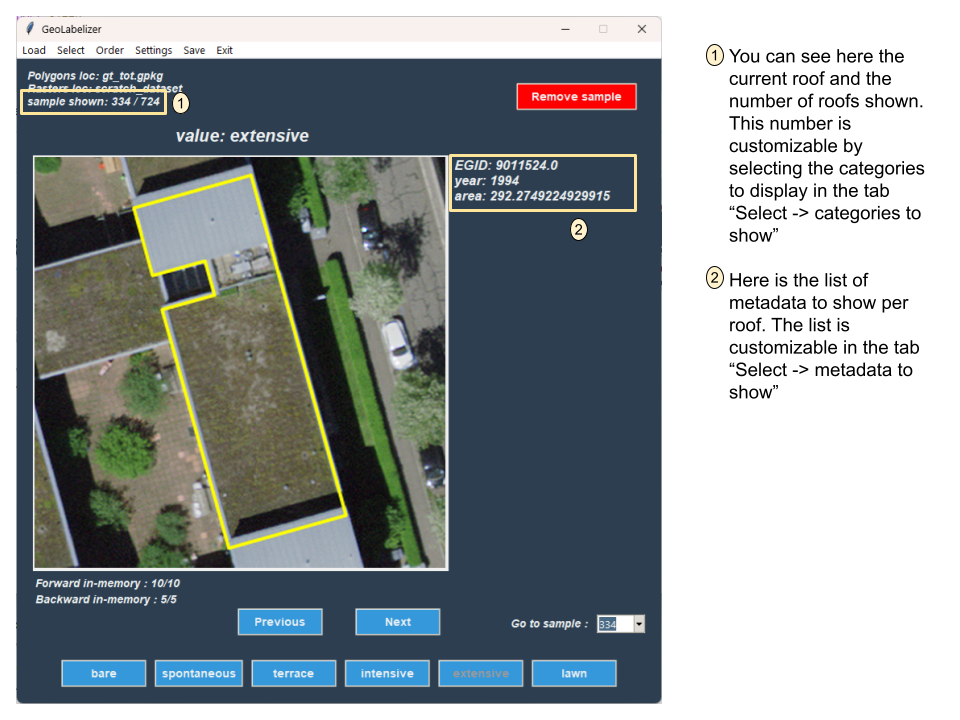 GeoLabelizer
Load Select Order Settings Save Exit
Polygons loc: gt_tot.gpkg
Rasters loc: scratch_dataset
sample shown: 334 / 724
1
Remove sample
value: extensive
EGID: 9011524.0
year: 1994
area: 292.2749224929915
2
Forward in-memory : 10/10
Backward in-memory : 5/5
Previous
Next
Go to sample :
334
bare
spontaneous
terrace
intensive
extensive
lawn
1 You can see here the
current roof and the
number of roofs shown.
This number is
customizable by
selecting the categories
to display in the tab
“Select -> categories to
show”
2 Here is the list of
metadata to show per
roof. The list is
customizable in the tab
“Select -> metadata to
show”